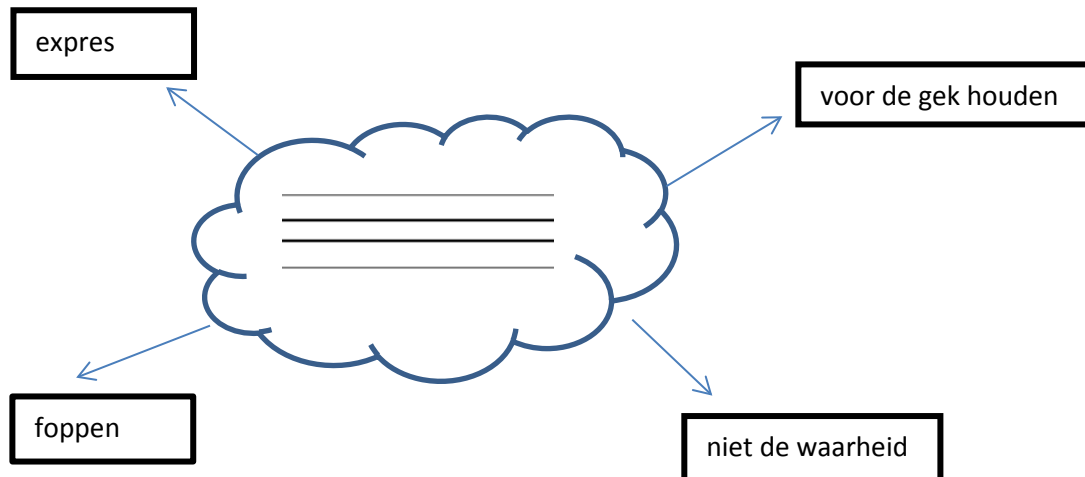 expres
voor de gek houden
foppen
niet de waarheid